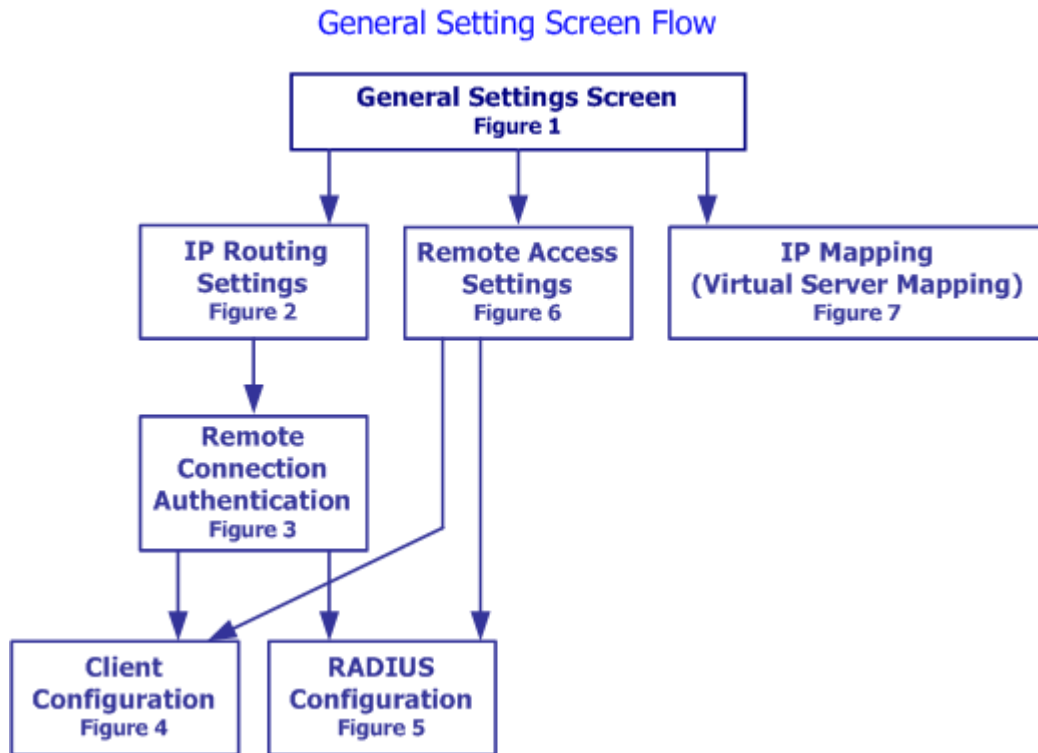 General Setting Screen Flow
General Settings Screen
Figure 1
IP Routing
Settings
Figure 2
Remote Access
Settings
Figure 6
IP Mapping
(Virtual Server Mapping)
Figure 7
Remote
Connection
Authentication
Figure 3
Client
Configuration
Figure 4
RADIUS
Configuration
Figure 5